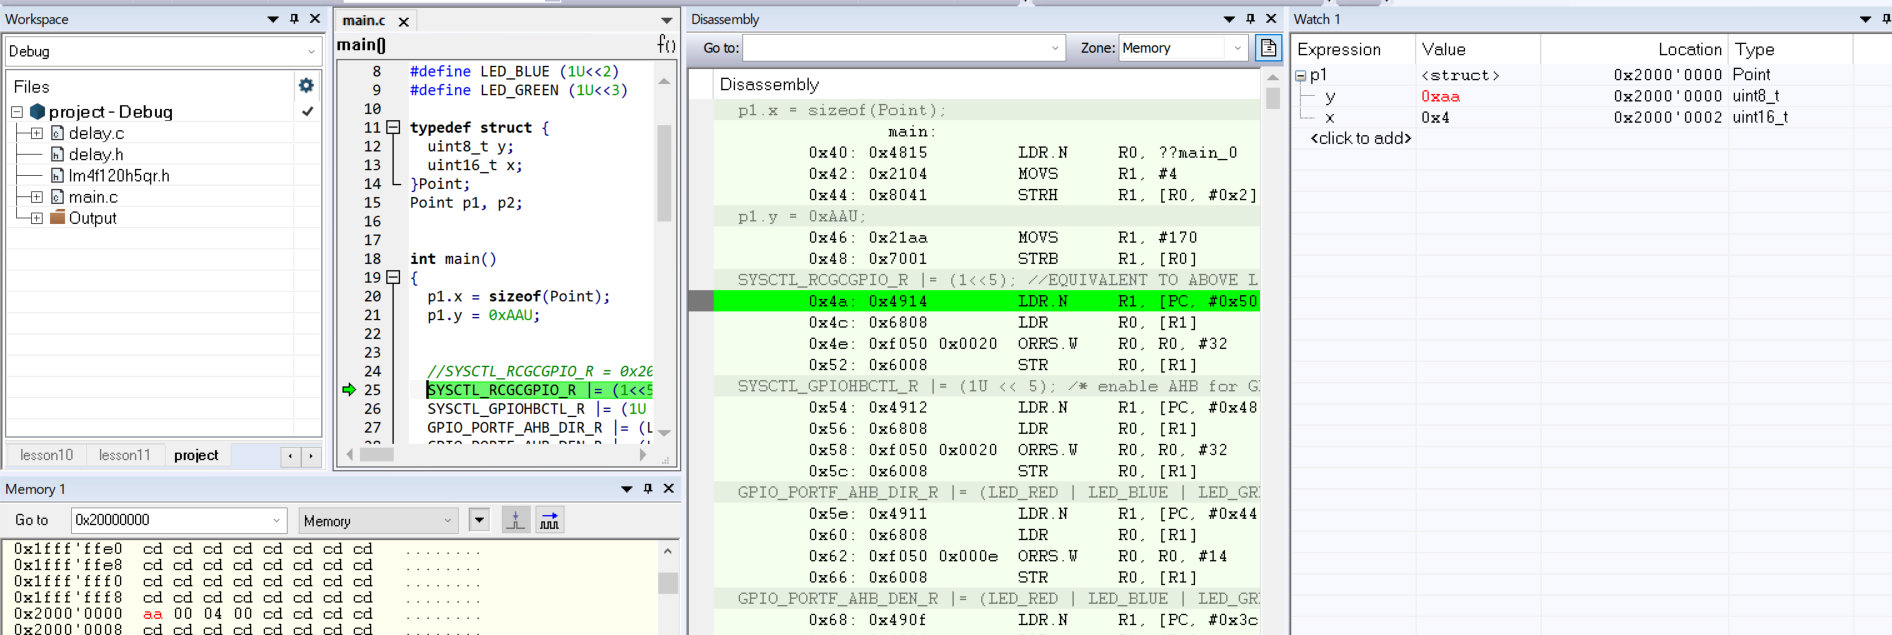 Workspace
Debug
Files
project - Debug
delay.c
delay.h
lm4f120h5qr.h
main.c
Output
lesson10 lesson11 project
main.c
main() f()
8 #define LED_BLUE (1U<<2)
9 #define LED_GREEN (1U<<3)
10
11 typedef struct {
12 uint8_t y;
13 uint16_t x;
14 }Point;
15 Point p1, p2;
16
17
18 int main()
19 {
20 p1.x = sizeof(Point);
21 p1.y = 0xAAU;
22
23
24 //SYSCTL_RCGCGPIO_R = 0x20
25 SYSCTL_RCGCGPIO_R |= (1<<5
26 SYSCTL_GPIOHBCTL_R |= (1U
27 GPIO_PORTF_AHB_DIR_R |= (L
Memory 1
Go to 0x20000000 Memory
0x1fff'ffe0 cd cd cd cd cd cd cd cd ........
0x1fff'ffe8 cd cd cd cd cd cd cd cd ........
0x1fff'fff0 cd cd cd cd cd cd cd cd ........
0x1fff'fff8 cd cd cd cd cd cd cd cd ........
0x2000'0000 aa 00 04 00 cd cd cd cd ........
0x2000'0008 cd cd cd cd cd cd cd cd ........
Disassembly
Go to: Zone: Memory
Disassembly
p1.x = sizeof(Point);
main:
0x40: 0x4815 LDR.N R0, ??main_0
0x42: 0x2104 MOVS R1, #4
0x44: 0x8041 STRH R1, [R0, #0x2]
p1.y = 0xAAU;
0x46: 0x21aa MOVS R1, #170
0x48: 0x7001 STRB R1, [R0]
SYSCTL_RCGCGPIO_R |= (1<<5); //EQUIVALENT TO ABOVE L
0x4a: 0x4914 LDR.N R1, [PC, #0x50
0x4c: 0x6808 LDR R0, [R1]
0x4e: 0xf050 0x0020 ORRS.W R0, R0, #32
0x52: 0x6008 STR R0, [R1]
SYSCTL_GPIOHBCTL_R |= (1U << 5); /* enable AHB for G
0x54: 0x4912 LDR.N R1, [PC, #0x48
0x56: 0x6808 LDR R0, [R1]
0x58: 0xf050 0x0020 ORRS.W R0, R0, #32
0x5c: 0x6008 STR R0, [R1]
GPIO_PORTF_AHB_DIR_R |= (LED_RED | LED_BLUE | LED_GR
0x5e: 0x4911 LDR.N R1, [PC, #0x44
0x60: 0x6808 LDR R0, [R1]
0x62: 0xf050 0x000e ORRS.W R0, R0, #14
0x66: 0x6008 STR R0, [R1]
GPIO_PORTF_AHB_DEN_R |= (LED_RED | LED_BLUE | LED_GR
0x68: 0x490f LDR.N R1, [PC, #0x3c
Watch 1
Expression Value Location Type
p1 <struct> 0x2000'0000 Point
y 0xaa 0x2000'0000 uint8_t
x 0x4 0x2000'0002 uint16_t
<click to add>